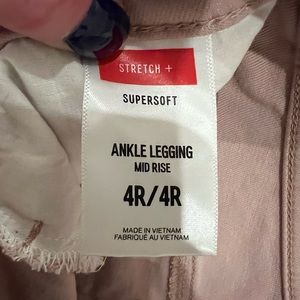 STRETCH +
SUPERSOFT
ANKLE LEGGING
MID RISE
4R/4R
MADE IN VIETNAM
FABRIQUÉ AU VIETNAM